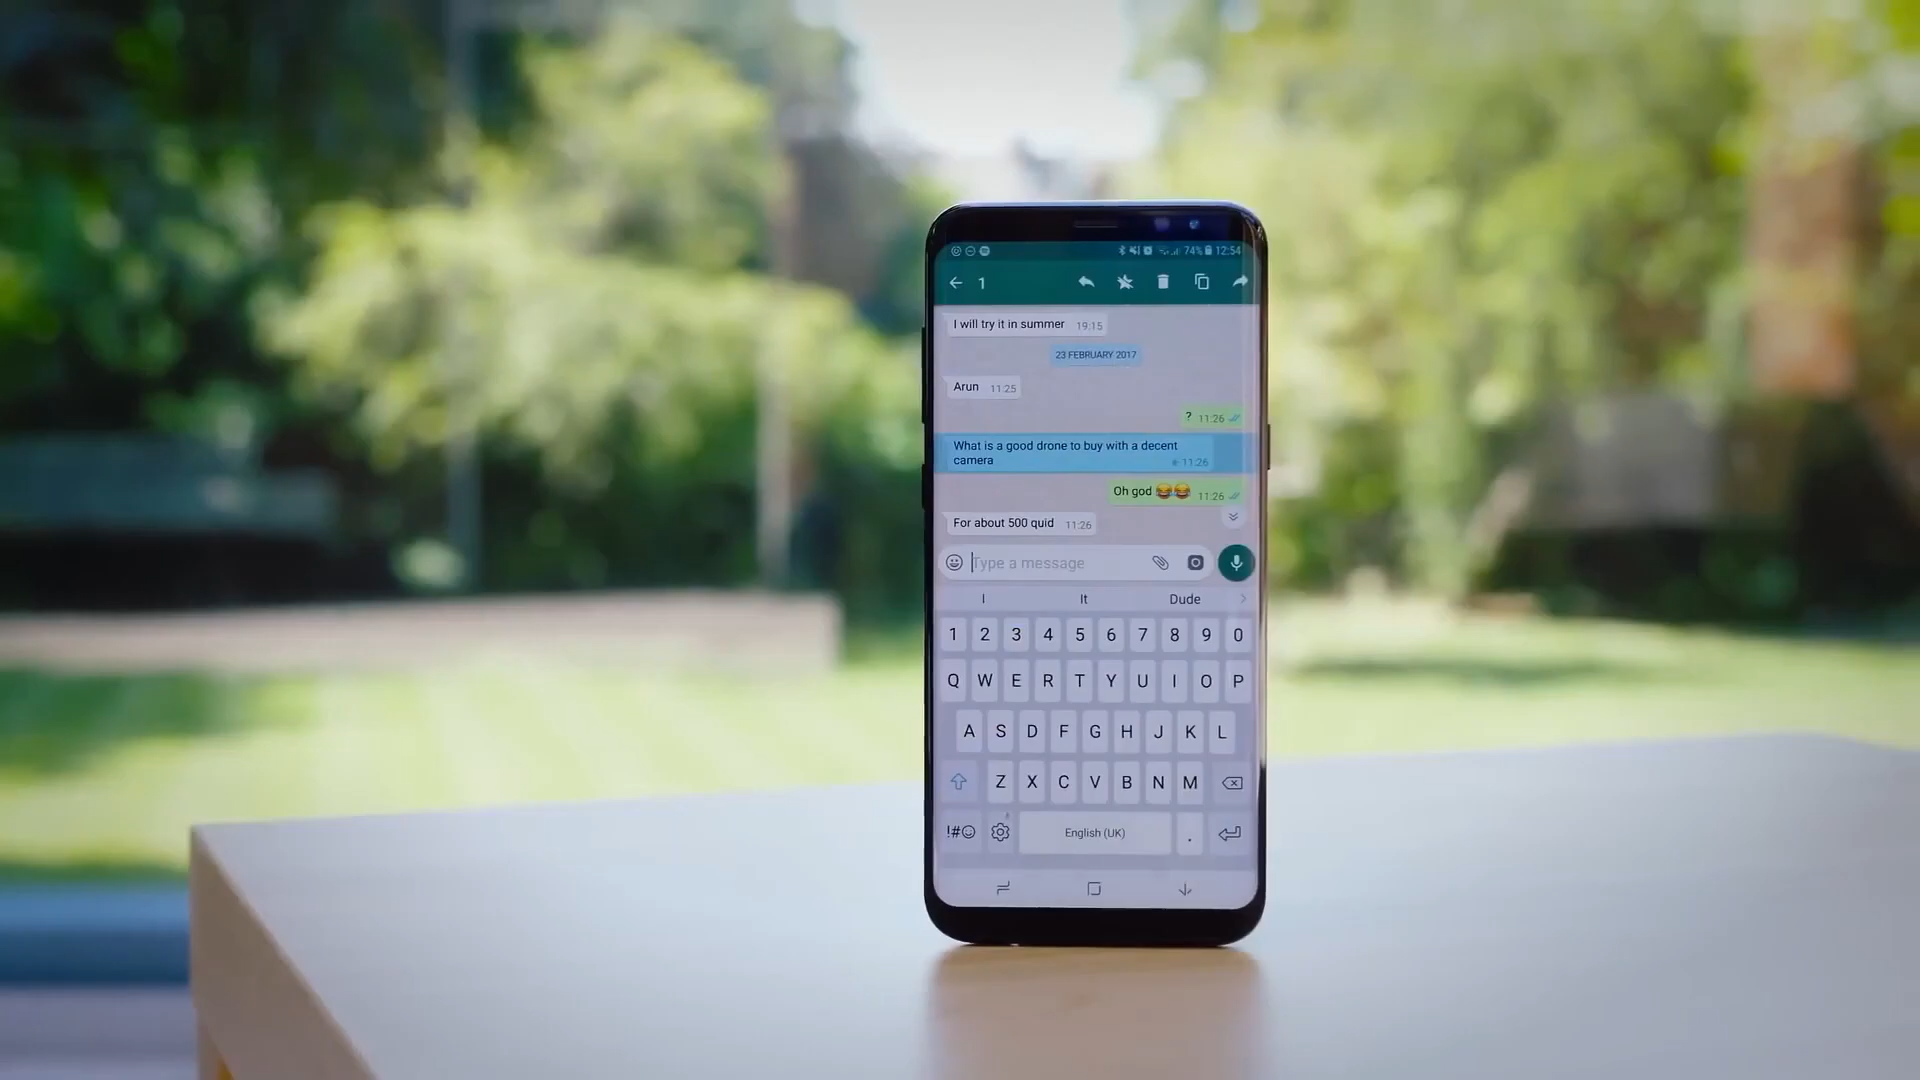 74% 12:54
1
I will try it in summer 19:15
23 FEBRUARY 2017
Arun 11:25
? 11:26
What is a good drone to buy with a decent
camera 11:26
Oh god 😂😂 11:26
For about 500 quid 11:26
Type a message
I It Dude
1 2 3 4 5 6 7 8 9 0
Q W E R T Y U I O P
A S D F G H J K L
Z X C V B N M
!#☺ English (UK) .